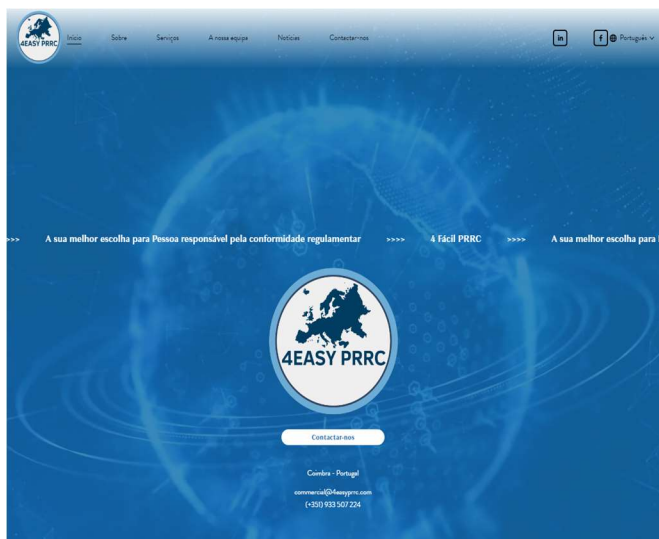 4EASY PRRC
Início Sobre Serviços A nossa equipa Notícias Contactar-nos in f Português
>>> A sua melhor escolha para Pessoa responsável pela conformidade regulamentar >>>> 4 Fácil PRRC >>>> A sua melhor escolha para
4EASY PRRC
Contactar-nos
Coimbra - Portugal
commercial@4easyprrc.com
(+351) 933 507 224